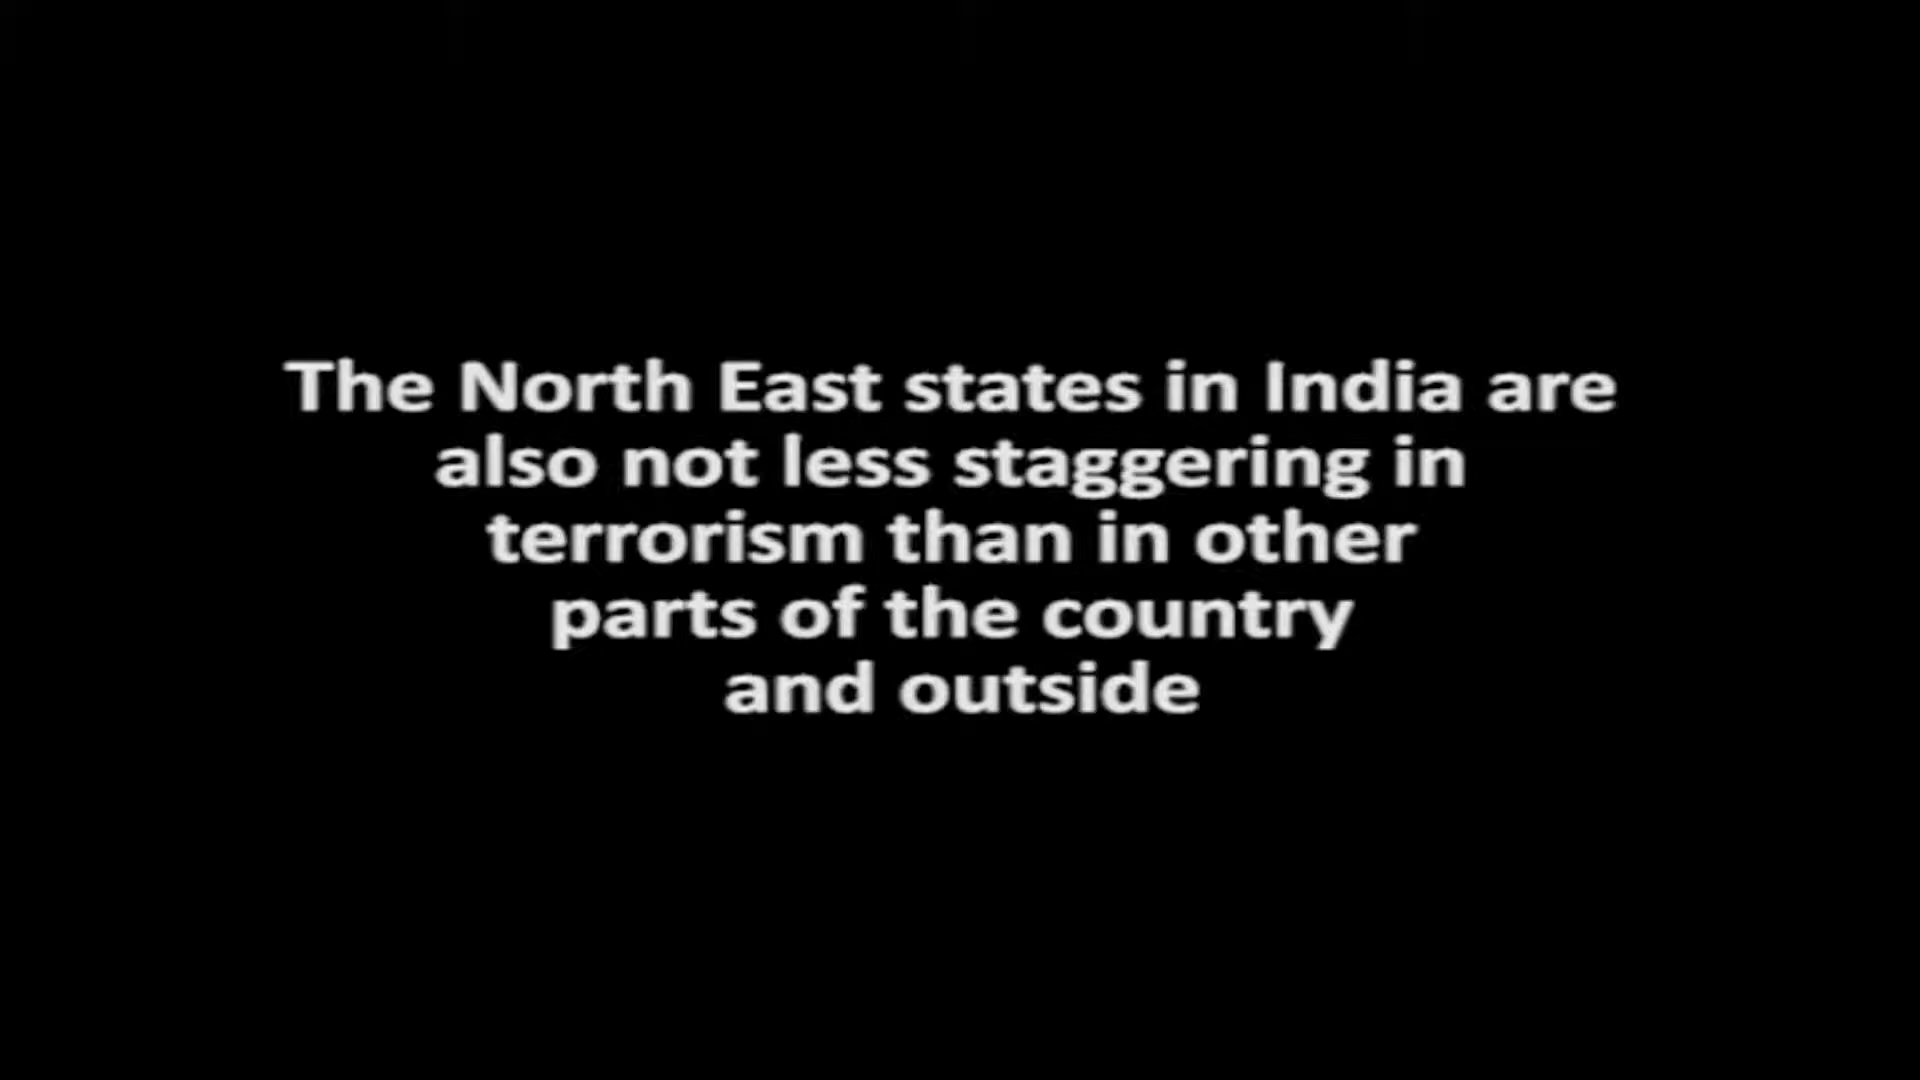 The North East states in India are
also not less staggering in
terrorism than in other
parts of the country
and outside